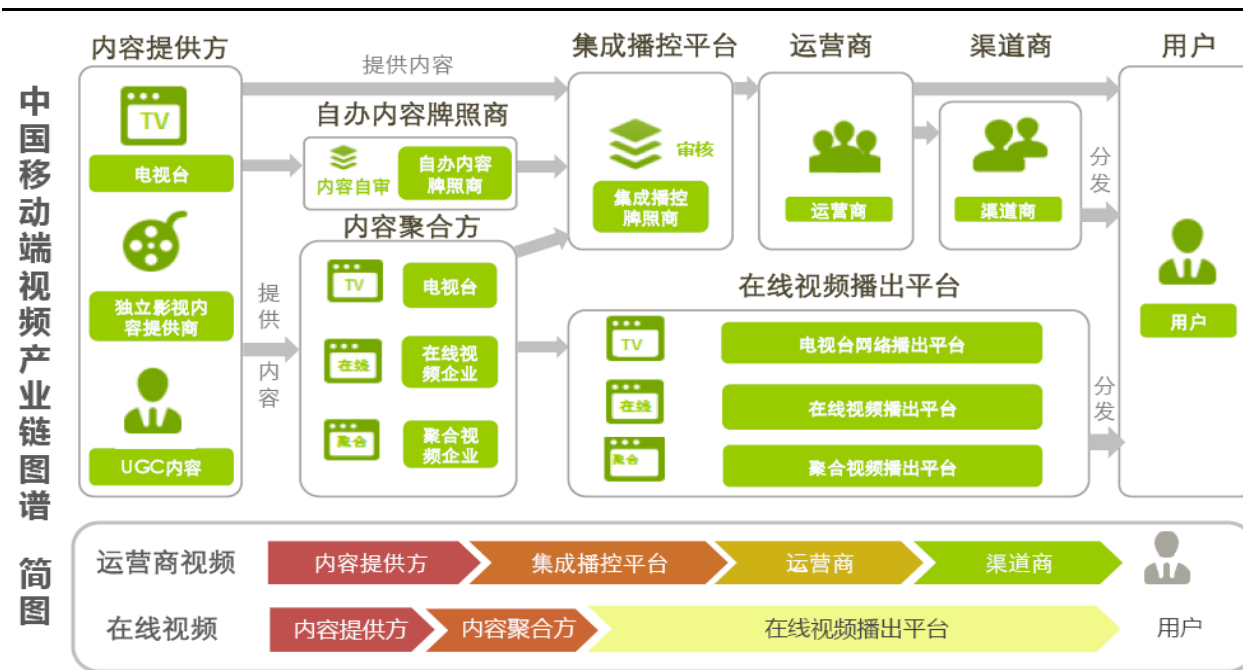 中国移动端视频产业链图谱 简图
内容提供方
TV
电视台
独立影视内
容提供商
UGC内容
提供内容
自办内容牌照商
内容自审
自办内容
牌照商
提供
内容
内容聚合方
TV
电视台
在线
在线视
频企业
聚合
聚合视
频企业
集成播控平台
审核
集成播控
牌照商
运营商
运营商
渠道商
渠道商
分发
在线视频播出平台
TV
电视台网络播出平台
在线
在线视频播出平台
聚合
聚合视频播出平台
分发
用户
用户
运营商视频
内容提供方
集成播控平台
运营商
渠道商
在线视频
内容提供方
内容聚合方
在线视频播出平台
用户